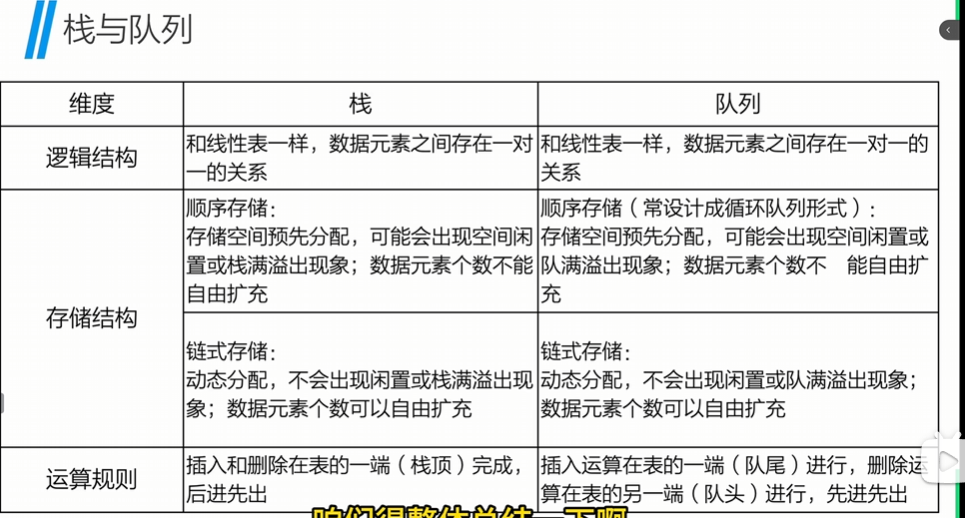 栈与队列
维度
栈
队列
逻辑结构
和线性表一样，数据元素之间存在一对
一的关系
和线性表一样，数据元素之间存在一对一的
关系
存储结构
顺序存储：
存储空间预先分配，可能会出现空间闲
置或栈满溢出现象；数据元素个数不能
自由扩充
顺序存储（常设计成循环队列形式）：
存储空间预先分配，可能会出现空间闲置或
队满溢出现象；数据元素个数不 能自由扩
充
链式存储：
动态分配，不会出现闲置或栈满溢出现
象；数据元素个数可以自由扩充
链式存储：
动态分配，不会出现闲置或队满溢出现象；
数据元素个数可以自由扩充
运算规则
插入和删除在表的一端（栈顶）完成，
后进先出
插入运算在表的一端（队尾）进行，删除运
算在表的另一端（队头）进行，先进先出
咱们得整体总结一下啊